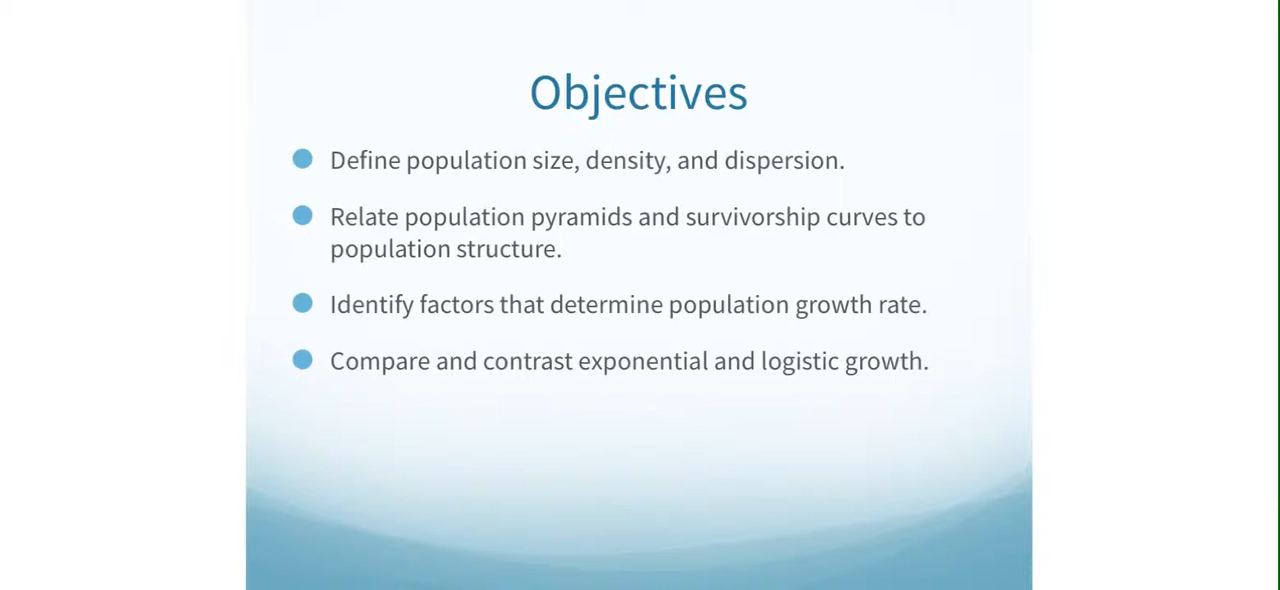 Objectives
Define population size, density, and dispersion.
Relate population pyramids and survivorship curves to
population structure.
Identify factors that determine population growth rate.
Compare and contrast exponential and logistic growth.